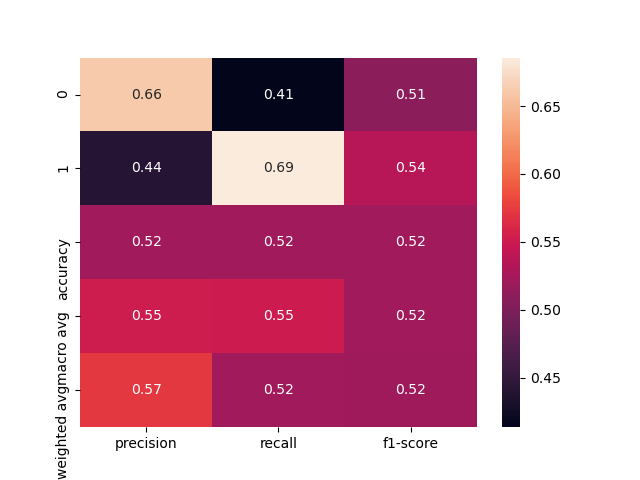 0 0.66 0.41 0.51
1 0.44 0.69 0.54
accuracy 0.52 0.52 0.52
macro avg 0.55 0.55 0.52
weighted avg 0.57 0.52 0.52
precision recall f1-score
0.65
0.60
0.55
0.50
0.45